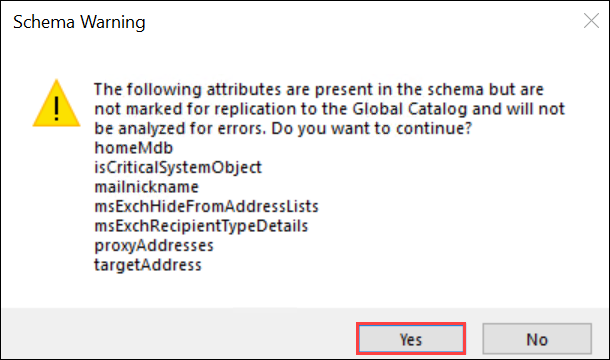 Schema Warning
The following attributes are present in the schema but are
not marked for replication to the Global Catalog and will not
be analyzed for errors. Do you want to continue?
homeMdb
isCriticalSystemObject
mailnickname
msExchHideFromAddressLists
msExchRecipientTypeDetails
proxyAddresses
targetAddress
Yes
No